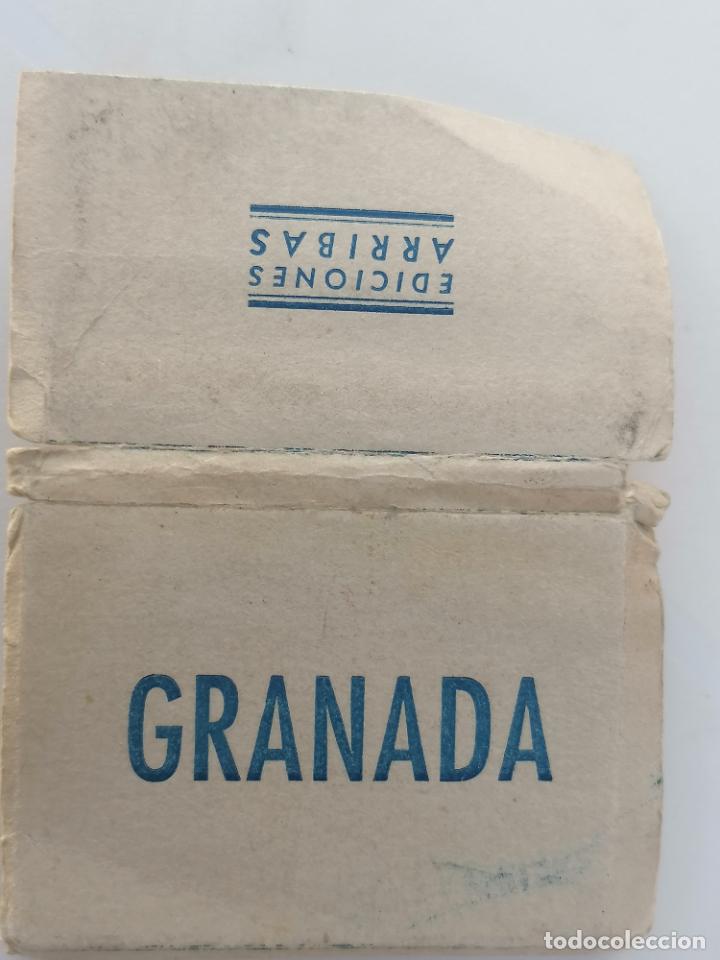 EDICIONES
ARRIBAS
GRANADA
todocoleccion